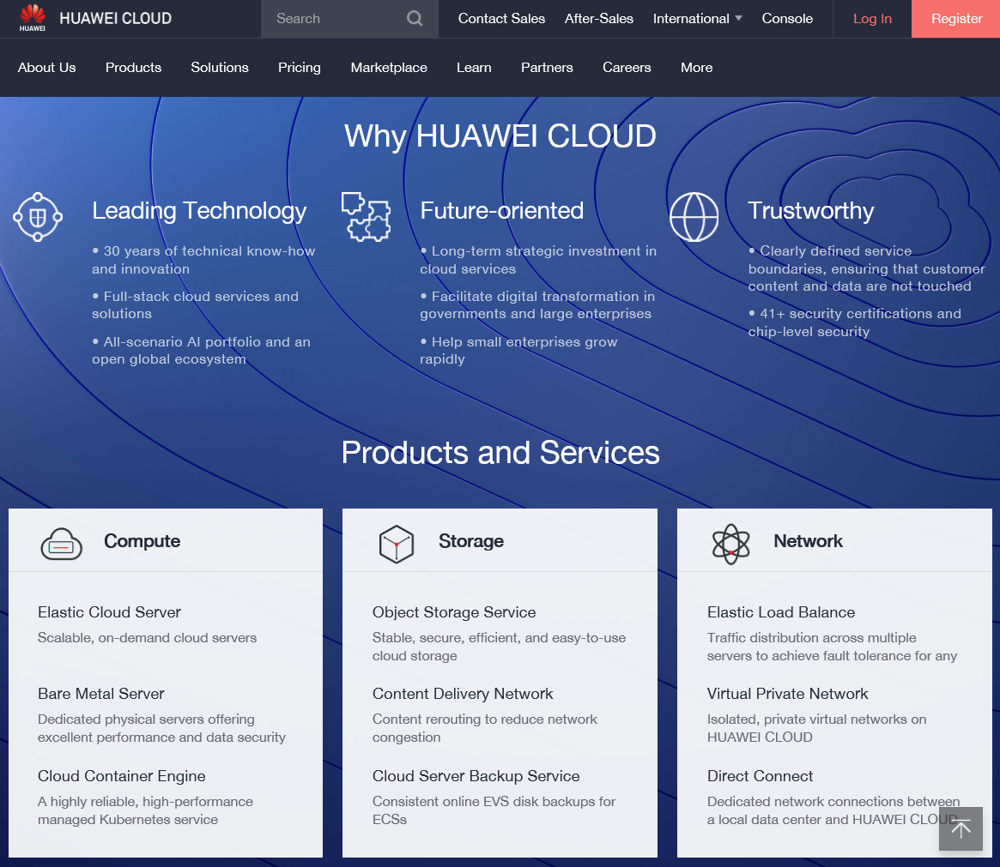 HUAWEI
HUAWEI CLOUD
Search
Contact Sales
After-Sales
International
Console
Log In
Register
About Us
Products
Solutions
Pricing
Marketplace
Learn
Partners
Careers
More
Why HUAWEI CLOUD
Leading Technology
• 30 years of technical know-how
and innovation
• Full-stack cloud services and
solutions
• All-scenario AI portfolio and an
open global ecosystem
Future-oriented
• Long-term strategic investment in
cloud services
• Facilitate digital transformation in
governments and large enterprises
• Help small enterprises grow
rapidly
Trustworthy
• Clearly defined service
boundaries, ensuring that customer
content and data are not touched
• 41+ security certifications and
chip-level security
Products and Services
Compute
Elastic Cloud Server
Scalable, on-demand cloud servers
Bare Metal Server
Dedicated physical servers offering
excellent performance and data security
Cloud Container Engine
A highly reliable, high-performance
managed Kubernetes service
Storage
Object Storage Service
Stable, secure, efficient, and easy-to-use
cloud storage
Content Delivery Network
Content rerouting to reduce network
congestion
Cloud Server Backup Service
Consistent online EVS disk backups for
ECSs
Network
Elastic Load Balance
Traffic distribution across multiple
servers to achieve fault tolerance for any
Virtual Private Network
Isolated, private virtual networks on
HUAWEI CLOUD
Direct Connect
Dedicated network connections between
a local data center and HUAWEI CLOUD